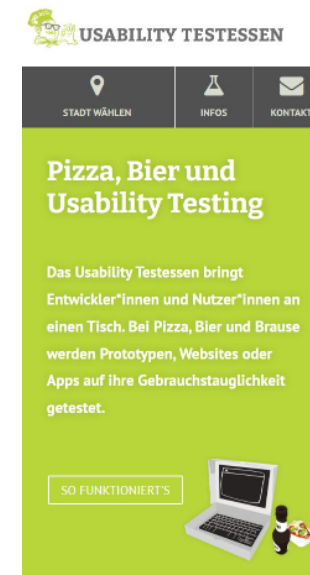 USABILITY TESTESSEN
STADT WÄHLEN
INFOS
KONTAKT
Pizza, Bier und
Usability Testing
Das Usability Testessen bringt
Entwickler*innen und Nutzer*innen an
einen Tisch. Bei Pizza, Bier und Brause
werden Prototypen, Websites oder
Apps auf ihre Gebrauchstauglichkeit
getestet.
SO FUNKTIONIERT'S